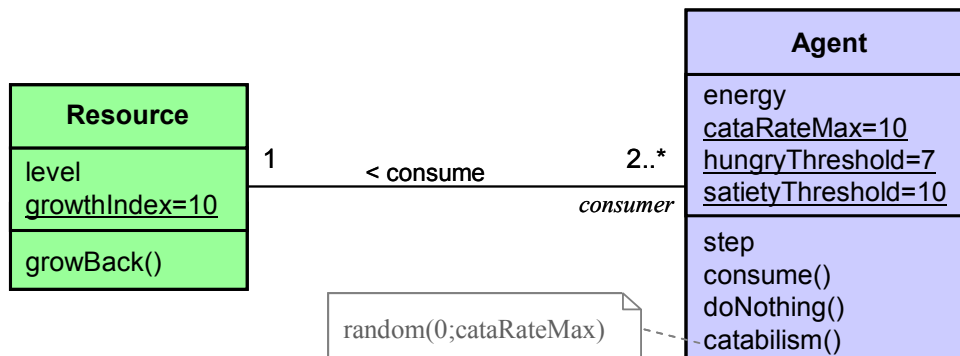 Resource
level
growthIndex=10
growBack()
1
< consume
2..*
consumer
Agent
energy
cataRateMax=10
hungryThreshold=7
satietyThreshold=10
step
consume()
doNothing()
catabilism()
random(0;cataRateMax)